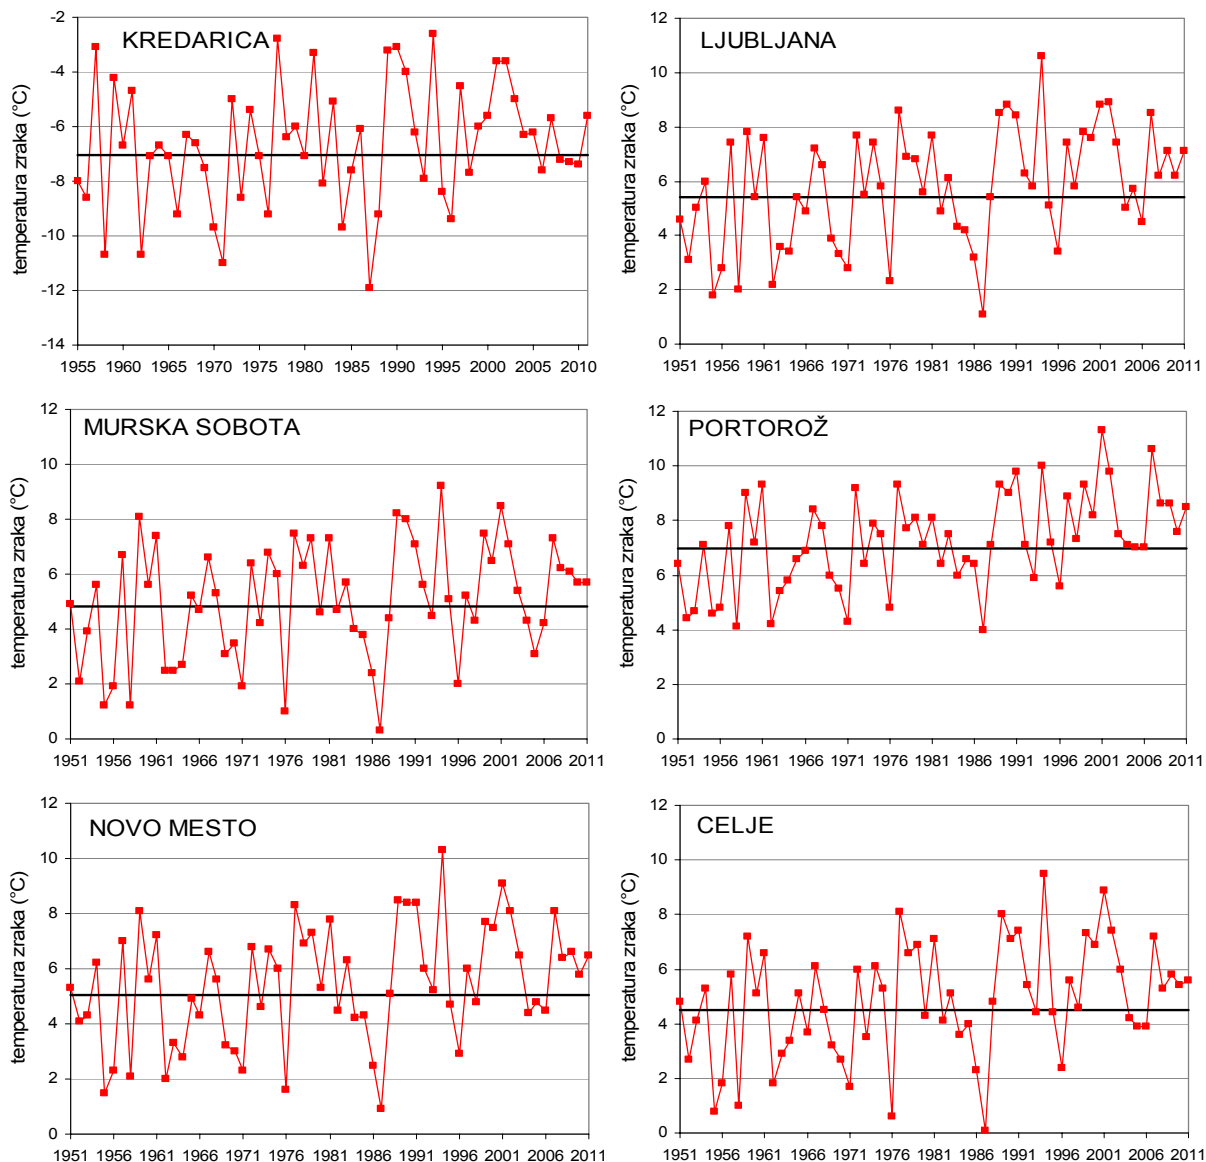 KREDARICA
temperatura zraka (°C)
-2
-4
-6
-8
-10
-12
-14
1955 1960 1965 1970 1975 1980 1985 1990 1995 2000 2005 2010
LJUBLJANA
temperatura zraka (°C)
12
10
8
6
4
2
0
1951 1956 1961 1966 1971 1976 1981 1986 1991 1996 2001 2006 2011
MURSKA SOBOTA
temperatura zraka (°C)
12
10
8
6
4
2
0
1951 1956 1961 1966 1971 1976 1981 1986 1991 1996 2001 2006 2011
PORTOROŽ
temperatura zraka (°C)
12
10
8
6
4
2
0
1951 1956 1961 1966 1971 1976 1981 1986 1991 1996 2001 2006 2011
NOVO MESTO
temperatura zraka (°C)
12
10
8
6
4
2
0
1951 1956 1961 1966 1971 1976 1981 1986 1991 1996 2001 2006 2011
CELJE
temperatura zraka (°C)
12
10
8
6
4
2
0
1951 1956 1961 1966 1971 1976 1981 1986 1991 1996 2001 2006 2011